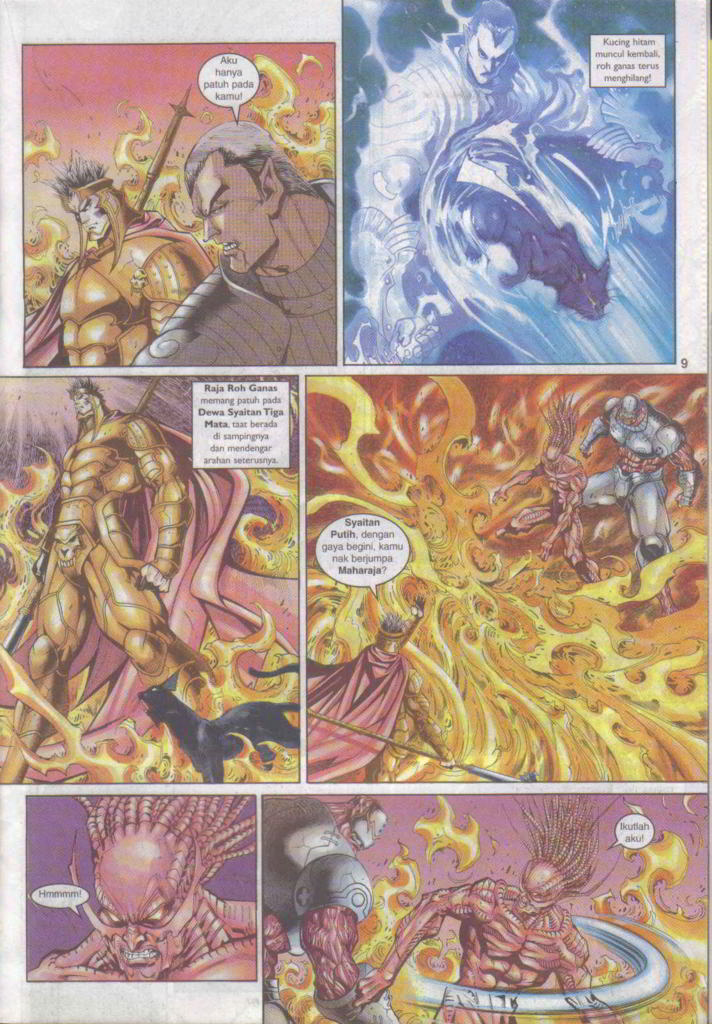 Aku
hanya
patuh pada
kamu!
Kucing hitam
muncul kembali,
roh ganas terus
menghilang!
9
Raja Roh Ganas
memang patuh pada
Dewa Syaitan Tiga
Mata, taat berada
di sampingnya
dan mendengar
arahan seterusnya.
Syaitan
Putih, dengan
gaya begini, kamu
nak berjumpa
Maharaja?
Hmmmm!
Ikutlah
aku!